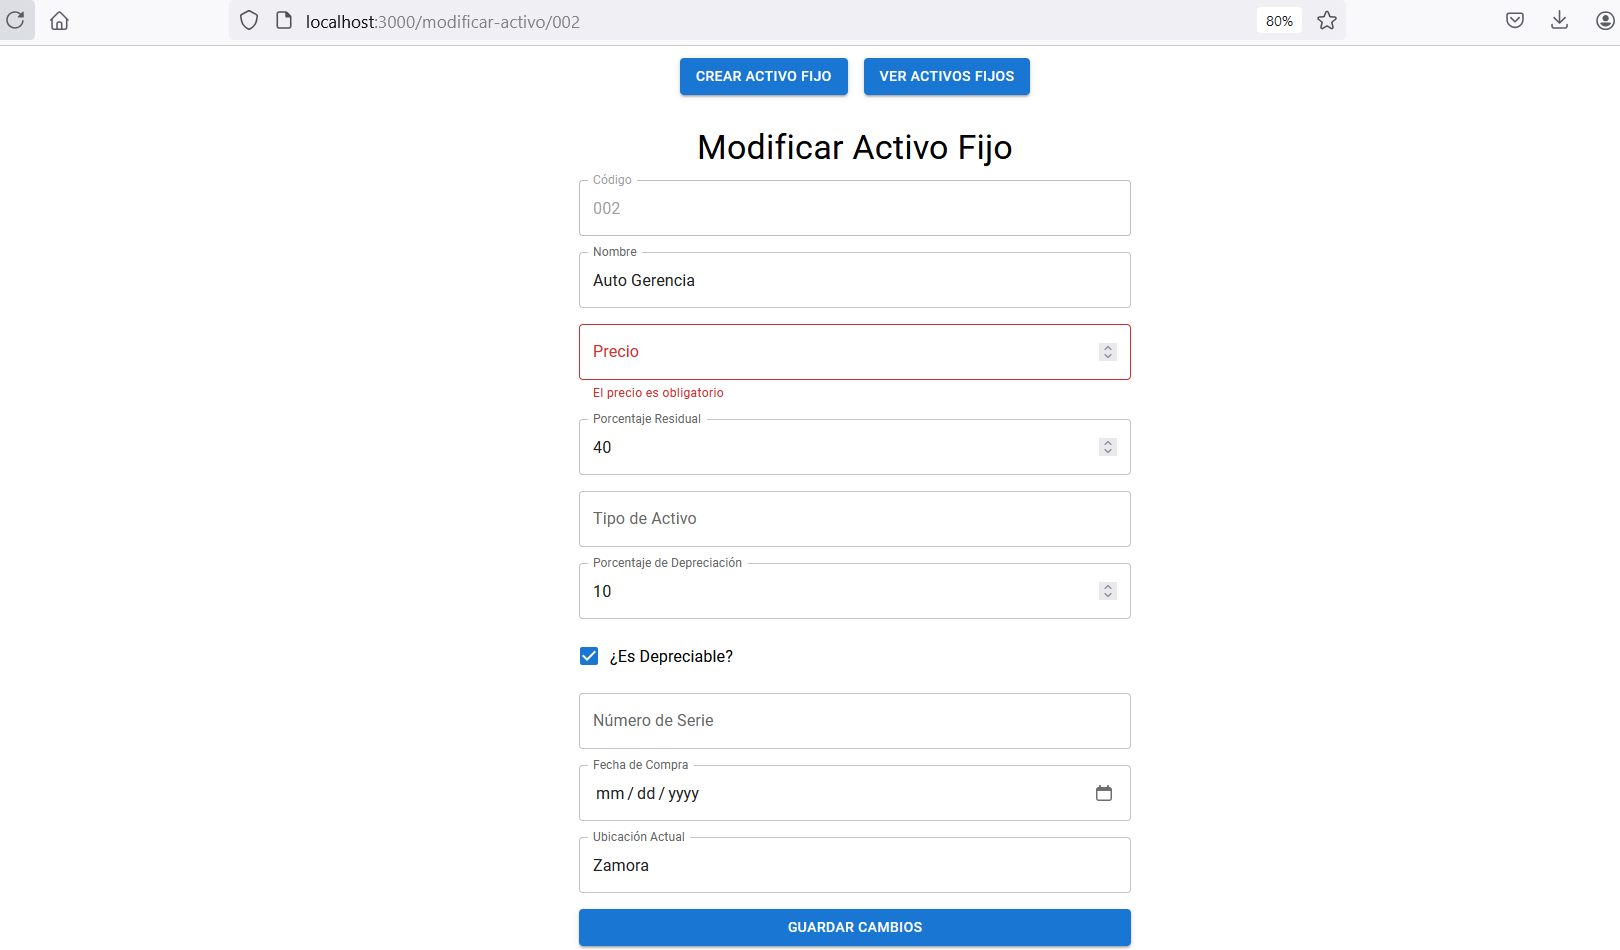 localhost:3000/modificar-activo/002
80%
CREAR ACTIVO FIJO
VER ACTIVOS FIJOS
Modificar Activo Fijo
Código
002
Nombre
Auto Gerencia
Precio
El precio es obligatorio
Porcentaje Residual
40
Tipo de Activo
Porcentaje de Depreciación
10
¿Es Depreciable?
Número de Serie
Fecha de Compra
mm / dd / yyyy
Ubicación Actual
Zamora
GUARDAR CAMBIOS